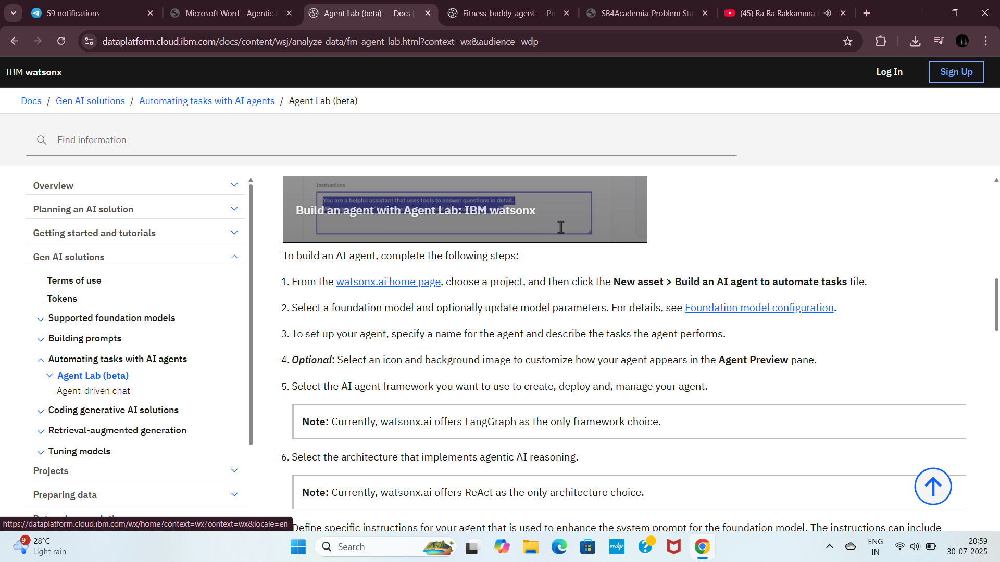 59 notifications
Microsoft Word - Agentic A
Agent Lab (beta) — Docs |
Fitness_buddy_agent — Pr
SB4Academia_Problem Sta
(45) Ra Ra Rakkamma
dataplatform.cloud.ibm.com/docs/content/wsj/analyze-data/fm-agent-lab.html?context=wx&audience=wdp
IBM watsonx
Log In
Sign Up
Docs / Gen AI solutions / Automating tasks with AI agents / Agent Lab (beta)
Find information
Overview
Planning an AI solution
Getting started and tutorials
Gen AI solutions
Terms of use
Tokens
Supported foundation models
Building prompts
Automating tasks with AI agents
Agent Lab (beta)
Agent-driven chat
Coding generative AI solutions
Retrieval-augmented generation
Tuning models
Projects
Preparing data
Instructions
You are a helpful assistant that uses tools to answer questions in detail.
Build an agent with Agent Lab: IBM watsonx
To build an AI agent, complete the following steps:
1. From the watsonx.ai home page, choose a project, and then click the New asset > Build an AI agent to automate tasks tile.
2. Select a foundation model and optionally update model parameters. For details, see Foundation model configuration.
3. To set up your agent, specify a name for the agent and describe the tasks the agent performs.
4. Optional: Select an icon and background image to customize how your agent appears in the Agent Preview pane.
5. Select the AI agent framework you want to use to create, deploy and, manage your agent.
Note: Currently, watsonx.ai offers LangGraph as the only framework choice.
6. Select the architecture that implements agentic AI reasoning.
Note: Currently, watsonx.ai offers ReAct as the only architecture choice.
Define specific instructions for your agent that is used to enhance the system prompt for the foundation model. The instructions can include
https://dataplatform.cloud.ibm.com/wx/home?context=wx?context=wx&locale=en
9+
28°C
Light rain
Search
myhp
ENG
IN
20:59
30-07-2025